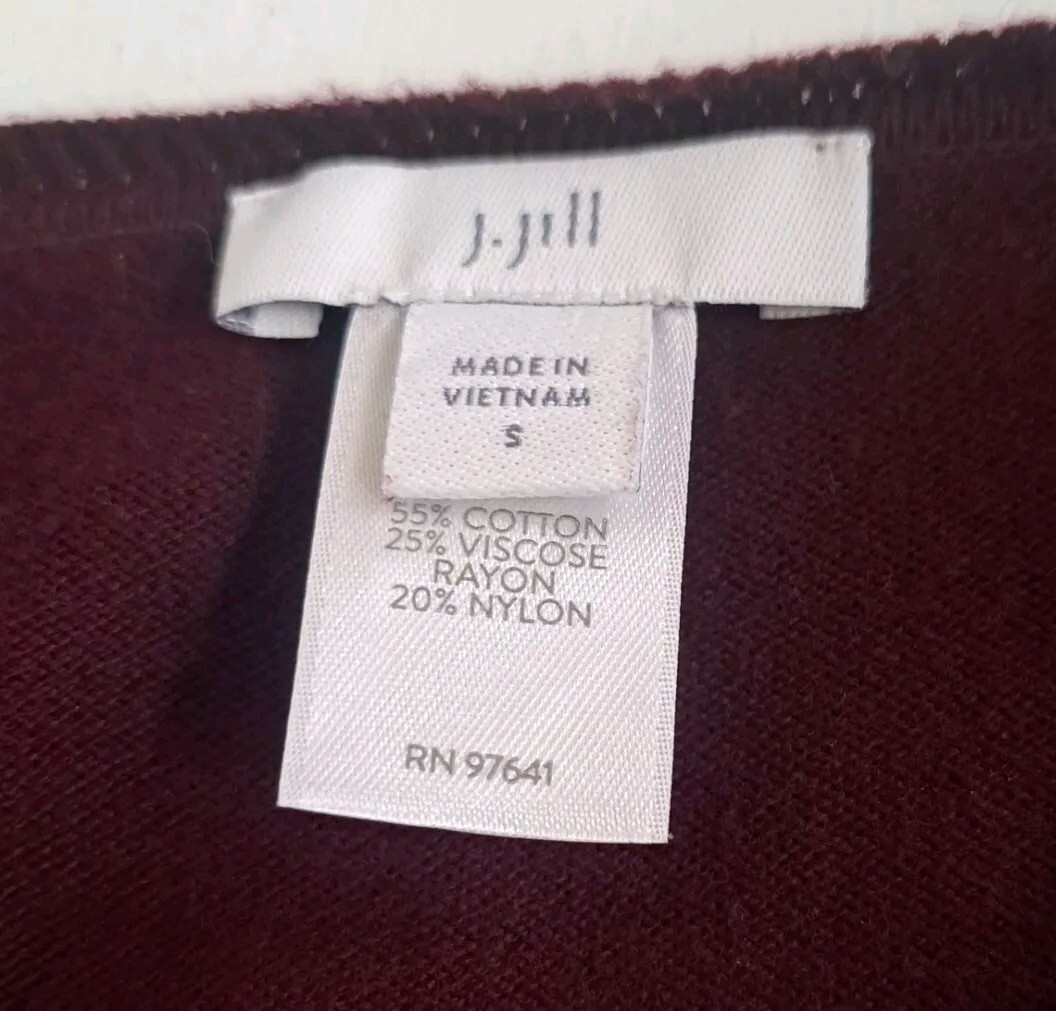 J.Jill
MADE IN
VIETNAM
S
55% COTTON
25% VISCOSE
RAYON
20% NYLON
RN 97641